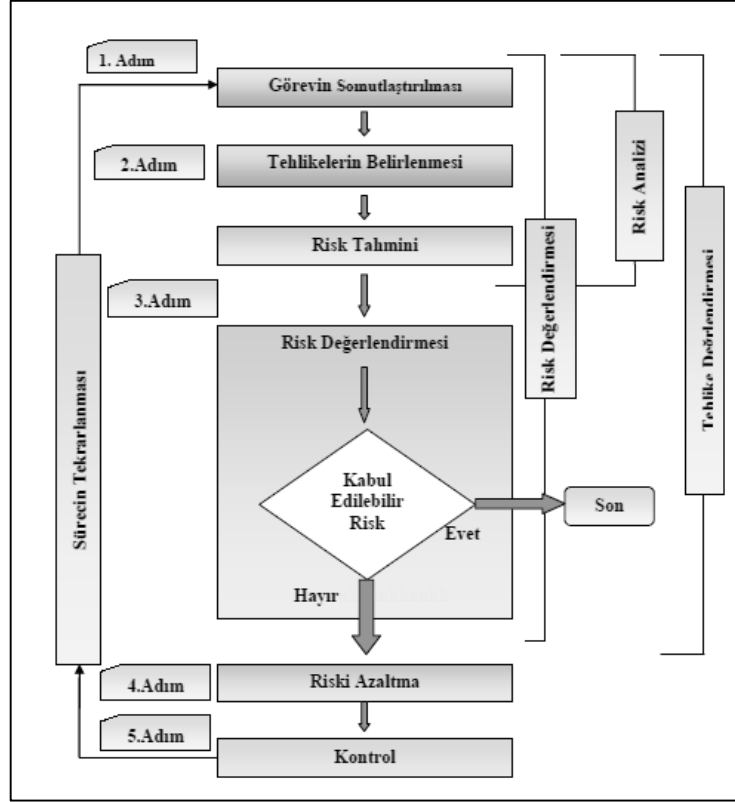 1. Adım
Görevin Somutlaştırılması
2.Adım
Tehlikelerin Belirlenmesi
Risk Tahmini
3.Adım
Risk Değerlendirmesi
Kabul
Edilebilir
Risk
Evet
Son
Hayır
4.Adım
Riski Azaltma
5.Adım
Kontrol
Sürecin Tekrarlanması
Risk Değerlendirmesi
Risk Analizi
Tehlike Değrlendirmesi